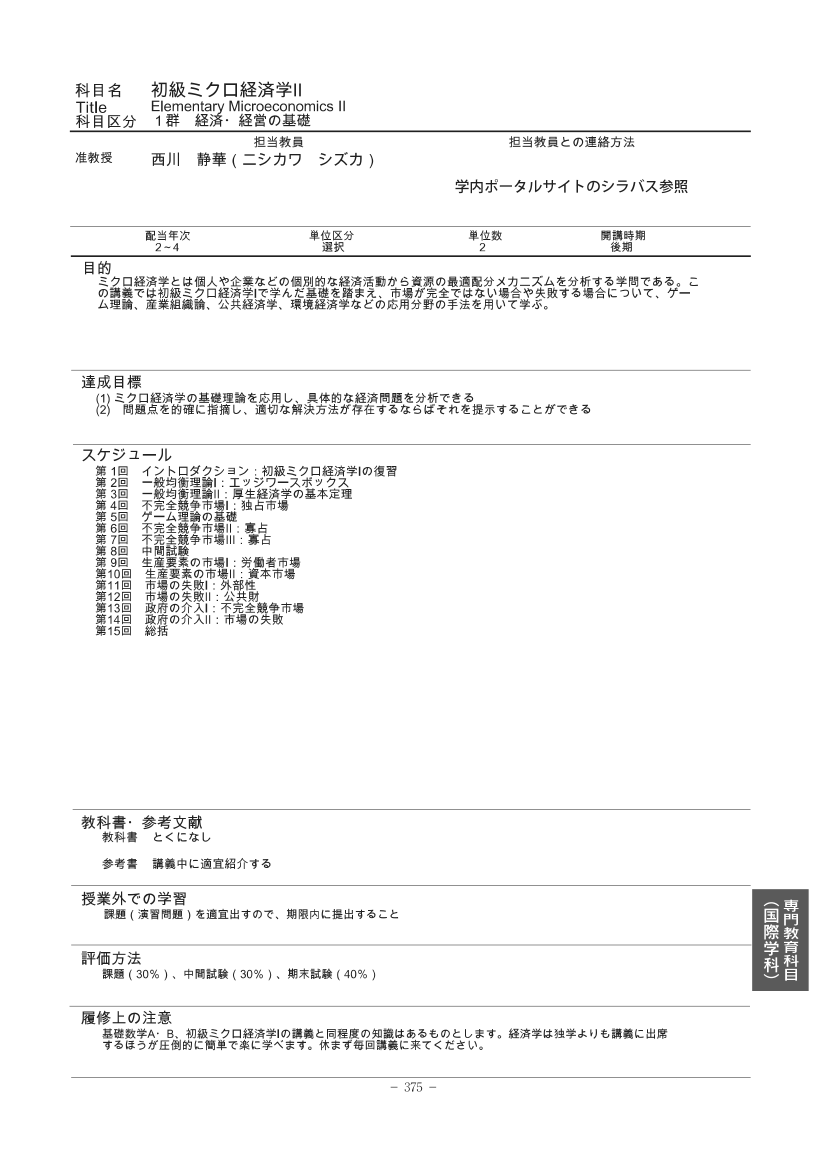 科目名　初級ミクロ経済学II
Title　Elementary Microeconomics II
科目区分　１群　経済・経営の基礎
担当教員　担当教員との連絡方法
准教授　西川　静華（ニシカワ　シズカ）
学内ポータルサイトのシラバス参照
配当年次　単位区分　単位数　開講時期
２～４　選択　２　後期
目的
ミクロ経済学とは個人や企業などの個別的な経済活動から資源の最適配分メカニズムを分析する学問である。こ
の講義では初級ミクロ経済学Iで学んだ基礎を踏まえ、市場が完全ではない場合や失敗する場合について、ゲー
ム理論、産業組織論、公共経済学、環境経済学などの応用分野の手法を用いて学ぶ。
達成目標
(1) ミクロ経済学の基礎理論を応用し、具体的な経済問題を分析できる
(2)　問題点を的確に指摘し、適切な解決方法が存在するならばそれを提示することができる
スケジュール
第 1回　イントロダクション：初級ミクロ経済学Iの復習
第 2回　一般均衡理論I：エッジワースボックス
第 3回　一般均衡理論II：厚生経済学の基本定理
第 4回　不完全競争市場I：独占市場
第 5回　ゲーム理論の基礎
第 6回　不完全競争市場II：寡占
第 7回　不完全競争市場III：寡占
第 8回　中間試験
第 9回　生産要素の市場I：労働者市場
第10回　生産要素の市場II：資本市場
第11回　市場の失敗I：外部性
第12回　市場の失敗II：公共財
第13回　政府の介入I：不完全競争市場
第14回　政府の介入II：市場の失敗
第15回　総括
教科書・参考文献
教科書　とくになし
参考書　講義中に適宜紹介する
授業外での学習
課題（演習問題）を適宜出すので、期限内に提出すること
評価方法
課題（30％）、中間試験（30％）、期末試験（40％）
履修上の注意
基礎数学A・B、初級ミクロ経済学Iの講義と同程度の知識はあるものとします。経済学は独学よりも講義に出席
するほうが圧倒的に簡単で楽に学べます。休まず毎回講義に来てください。
専門教育科目
（国際学科）
− 375 −